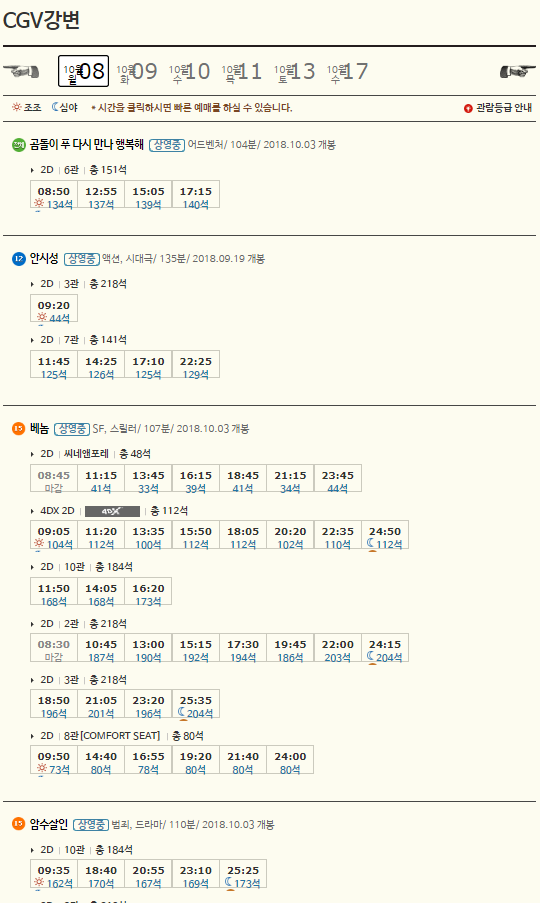 CGV강변
10월 월 08 10월 화 09 10월 수 10 10월 목 11 10월 토 13 10월 수 17
조조 심야 • 시간을 클릭하시면 빠른 예매를 하실 수 있습니다. 관람등급 안내
전체 곰돌이 푸 다시 만나 행복해 상영중 어드벤처/ 104분/ 2018.10.03 개봉
2D 6관 총 151석
08:50 12:55 15:05 17:15
134석 137석 139석 140석
12 안시성 상영중 액션, 시대극/ 135분/ 2018.09.19 개봉
2D 3관 총 218석
09:20
44석
2D 7관 총 141석
11:45 14:25 17:10 22:25
125석 126석 125석 129석
15 베놈 상영중 SF, 스릴러/ 107분/ 2018.10.03 개봉
2D 씨네앤포레 총 48석
08:45 11:15 13:45 16:15 18:45 21:15 23:45
마감 41석 33석 39석 41석 34석 44석
4DX 2D 4DX 총 112석
09:05 11:20 13:35 15:50 18:05 20:20 22:35 24:50
104석 112석 100석 112석 112석 102석 110석 112석
2D 10관 총 184석
11:50 14:05 16:20
168석 168석 173석
2D 2관 총 218석
08:30 10:45 13:00 15:15 17:30 19:45 22:00 24:15
마감 187석 190석 192석 194석 186석 203석 204석
2D 3관 총 218석
18:50 21:05 23:20 25:35
196석 201석 196석 204석
2D 8관[COMFORT SEAT] 총 80석
09:50 14:40 16:55 19:20 21:40 24:00
73석 80석 78석 80석 80석 80석
15 암수살인 상영중 범죄, 드라마/ 110분/ 2018.10.03 개봉
2D 10관 총 184석
09:35 18:40 20:55 23:10 25:25
162석 170석 167석 169석 173석